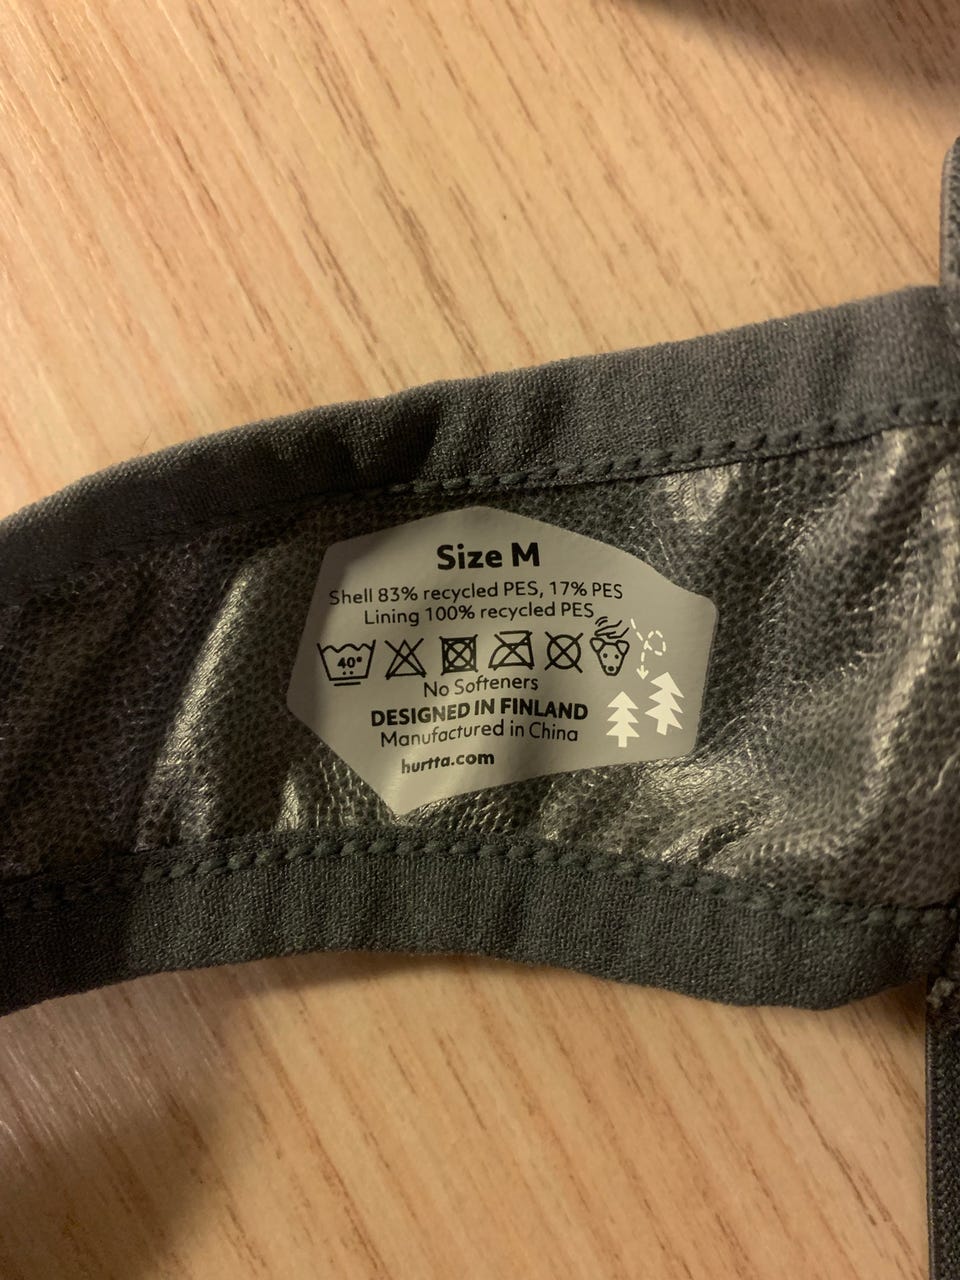 Size M
Shell 83% recycled PES, 17% PES
Lining 100% recycled PES
40°
No Softeners
DESIGNED IN FINLAND
Manufactured in China
hurtta.com